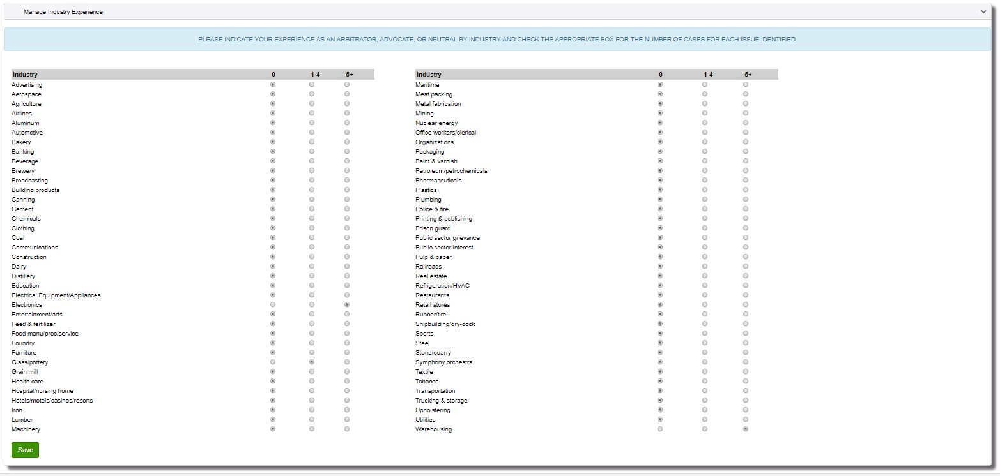 Manage Industry Experience
PLEASE INDICATE YOUR EXPERIENCE AS AN ARBITRATOR, ADVOCATE, OR NEUTRAL BY INDUSTRY AND CHECK THE APPROPRIATE BOX FOR THE NUMBER OF CASES FOR EACH ISSUE IDENTIFIED.
Industry 0 1-4 5+
Advertising
Aerospace
Agriculture
Airlines
Aluminum
Automotive
Bakery
Banking
Beverage
Brewery
Broadcasting
Building products
Canning
Cement
Chemicals
Clothing
Coal
Communications
Construction
Dairy
Distillery
Education
Electrical Equipment/Appliances
Electronics
Entertainment/arts
Feed & fertilizer
Food manu/proc/service
Foundry
Furniture
Glass/pottery
Grain mill
Health care
Hospital/nursing home
Hotels/motels/casinos/resorts
Iron
Lumber
Machinery
Industry 0 1-4 5+
Maritime
Meat packing
Metal fabrication
Mining
Nuclear energy
Office workers/clerical
Organizations
Packaging
Paint & varnish
Petroleum/petrochemicals
Pharmaceuticals
Plastics
Plumbing
Police & fire
Printing & publishing
Prison guard
Public sector grievance
Public sector interest
Pulp & paper
Railroads
Real estate
Refrigeration/HVAC
Restaurants
Retail stores
Rubber/tire
Shipbuilding/dry-dock
Sports
Steel
Stone/quarry
Symphony orchestra
Textile
Tobacco
Transportation
Trucking & storage
Upholstering
Utilities
Warehousing
Save